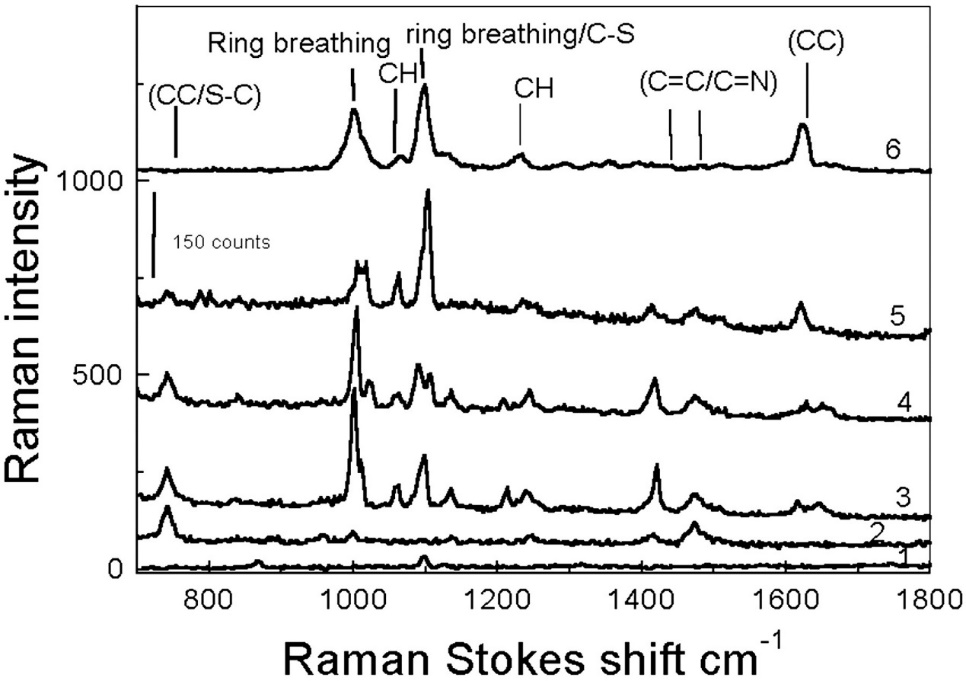 Ring breathing
ring breathing/C-S
(CC)
CH
(CC/S-C)
CH
(C=C/C=N)
6
1000
150 counts
5
500
4
3
2
1
0
800 1000 1200 1400 1600 1800
Raman intensity
Raman Stokes shift cm-1